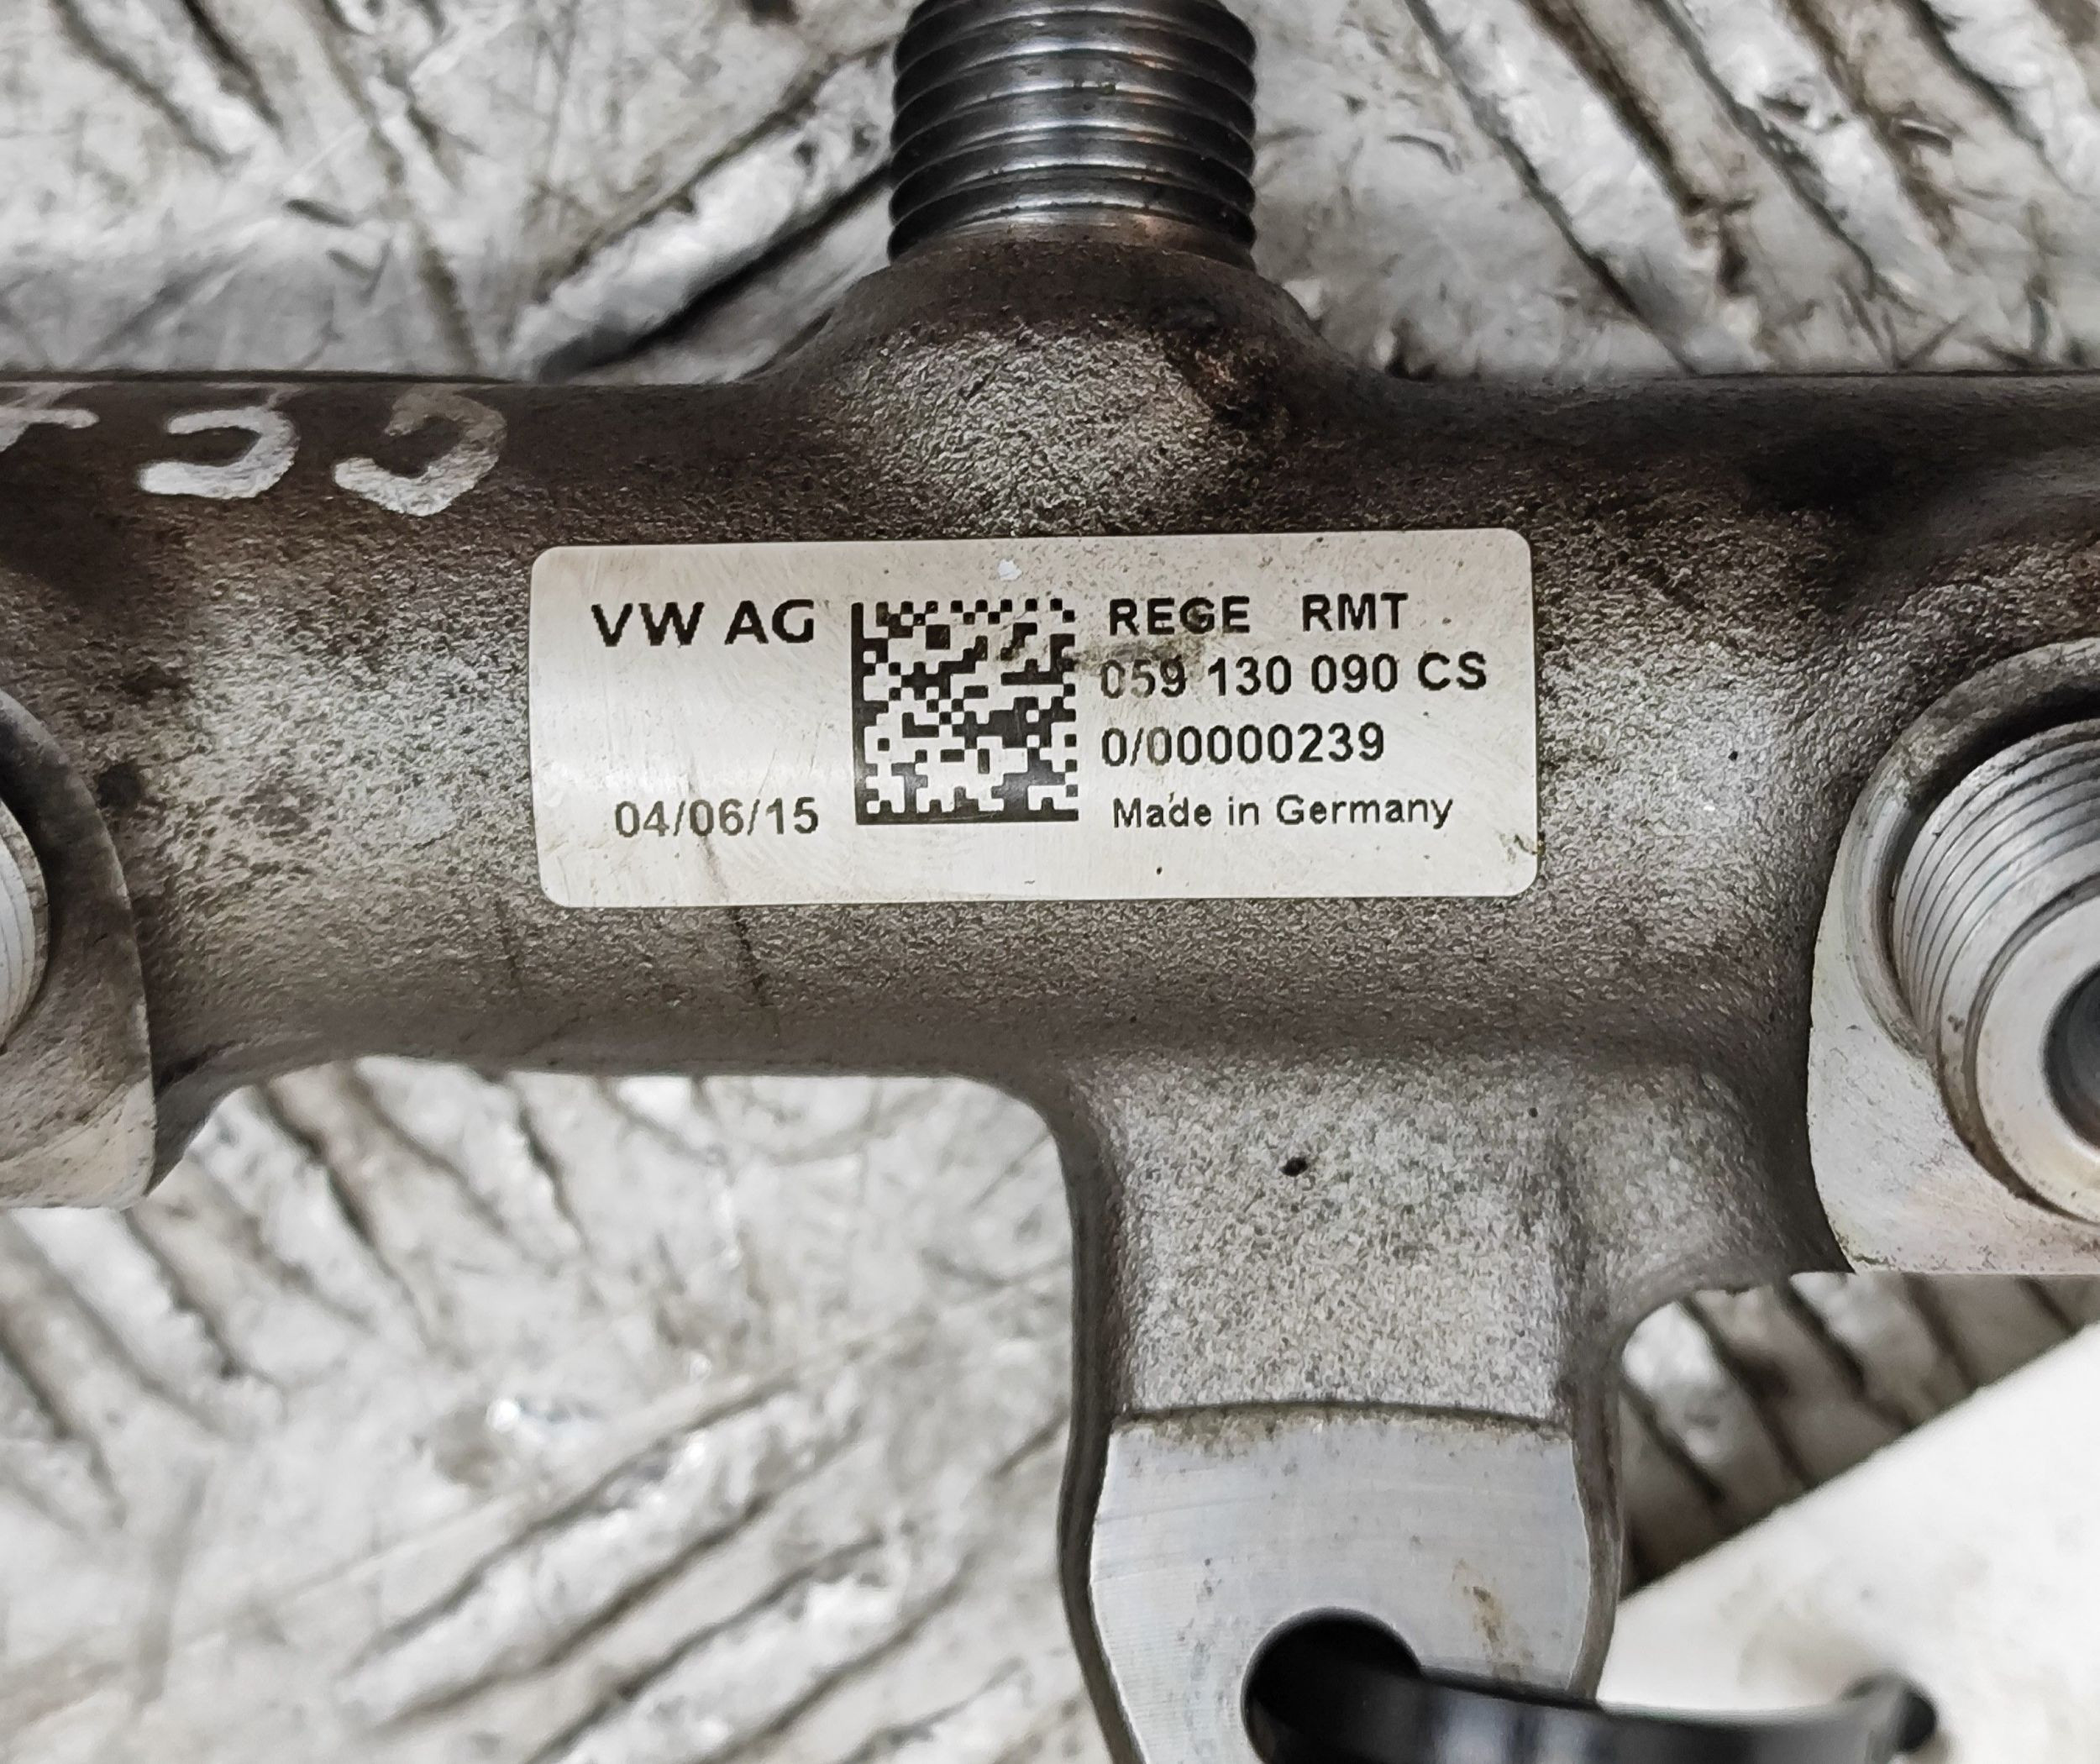 VW AG
04/06/15
REGE RMT
059 130 090 CS
0/00000239
Made in Germany